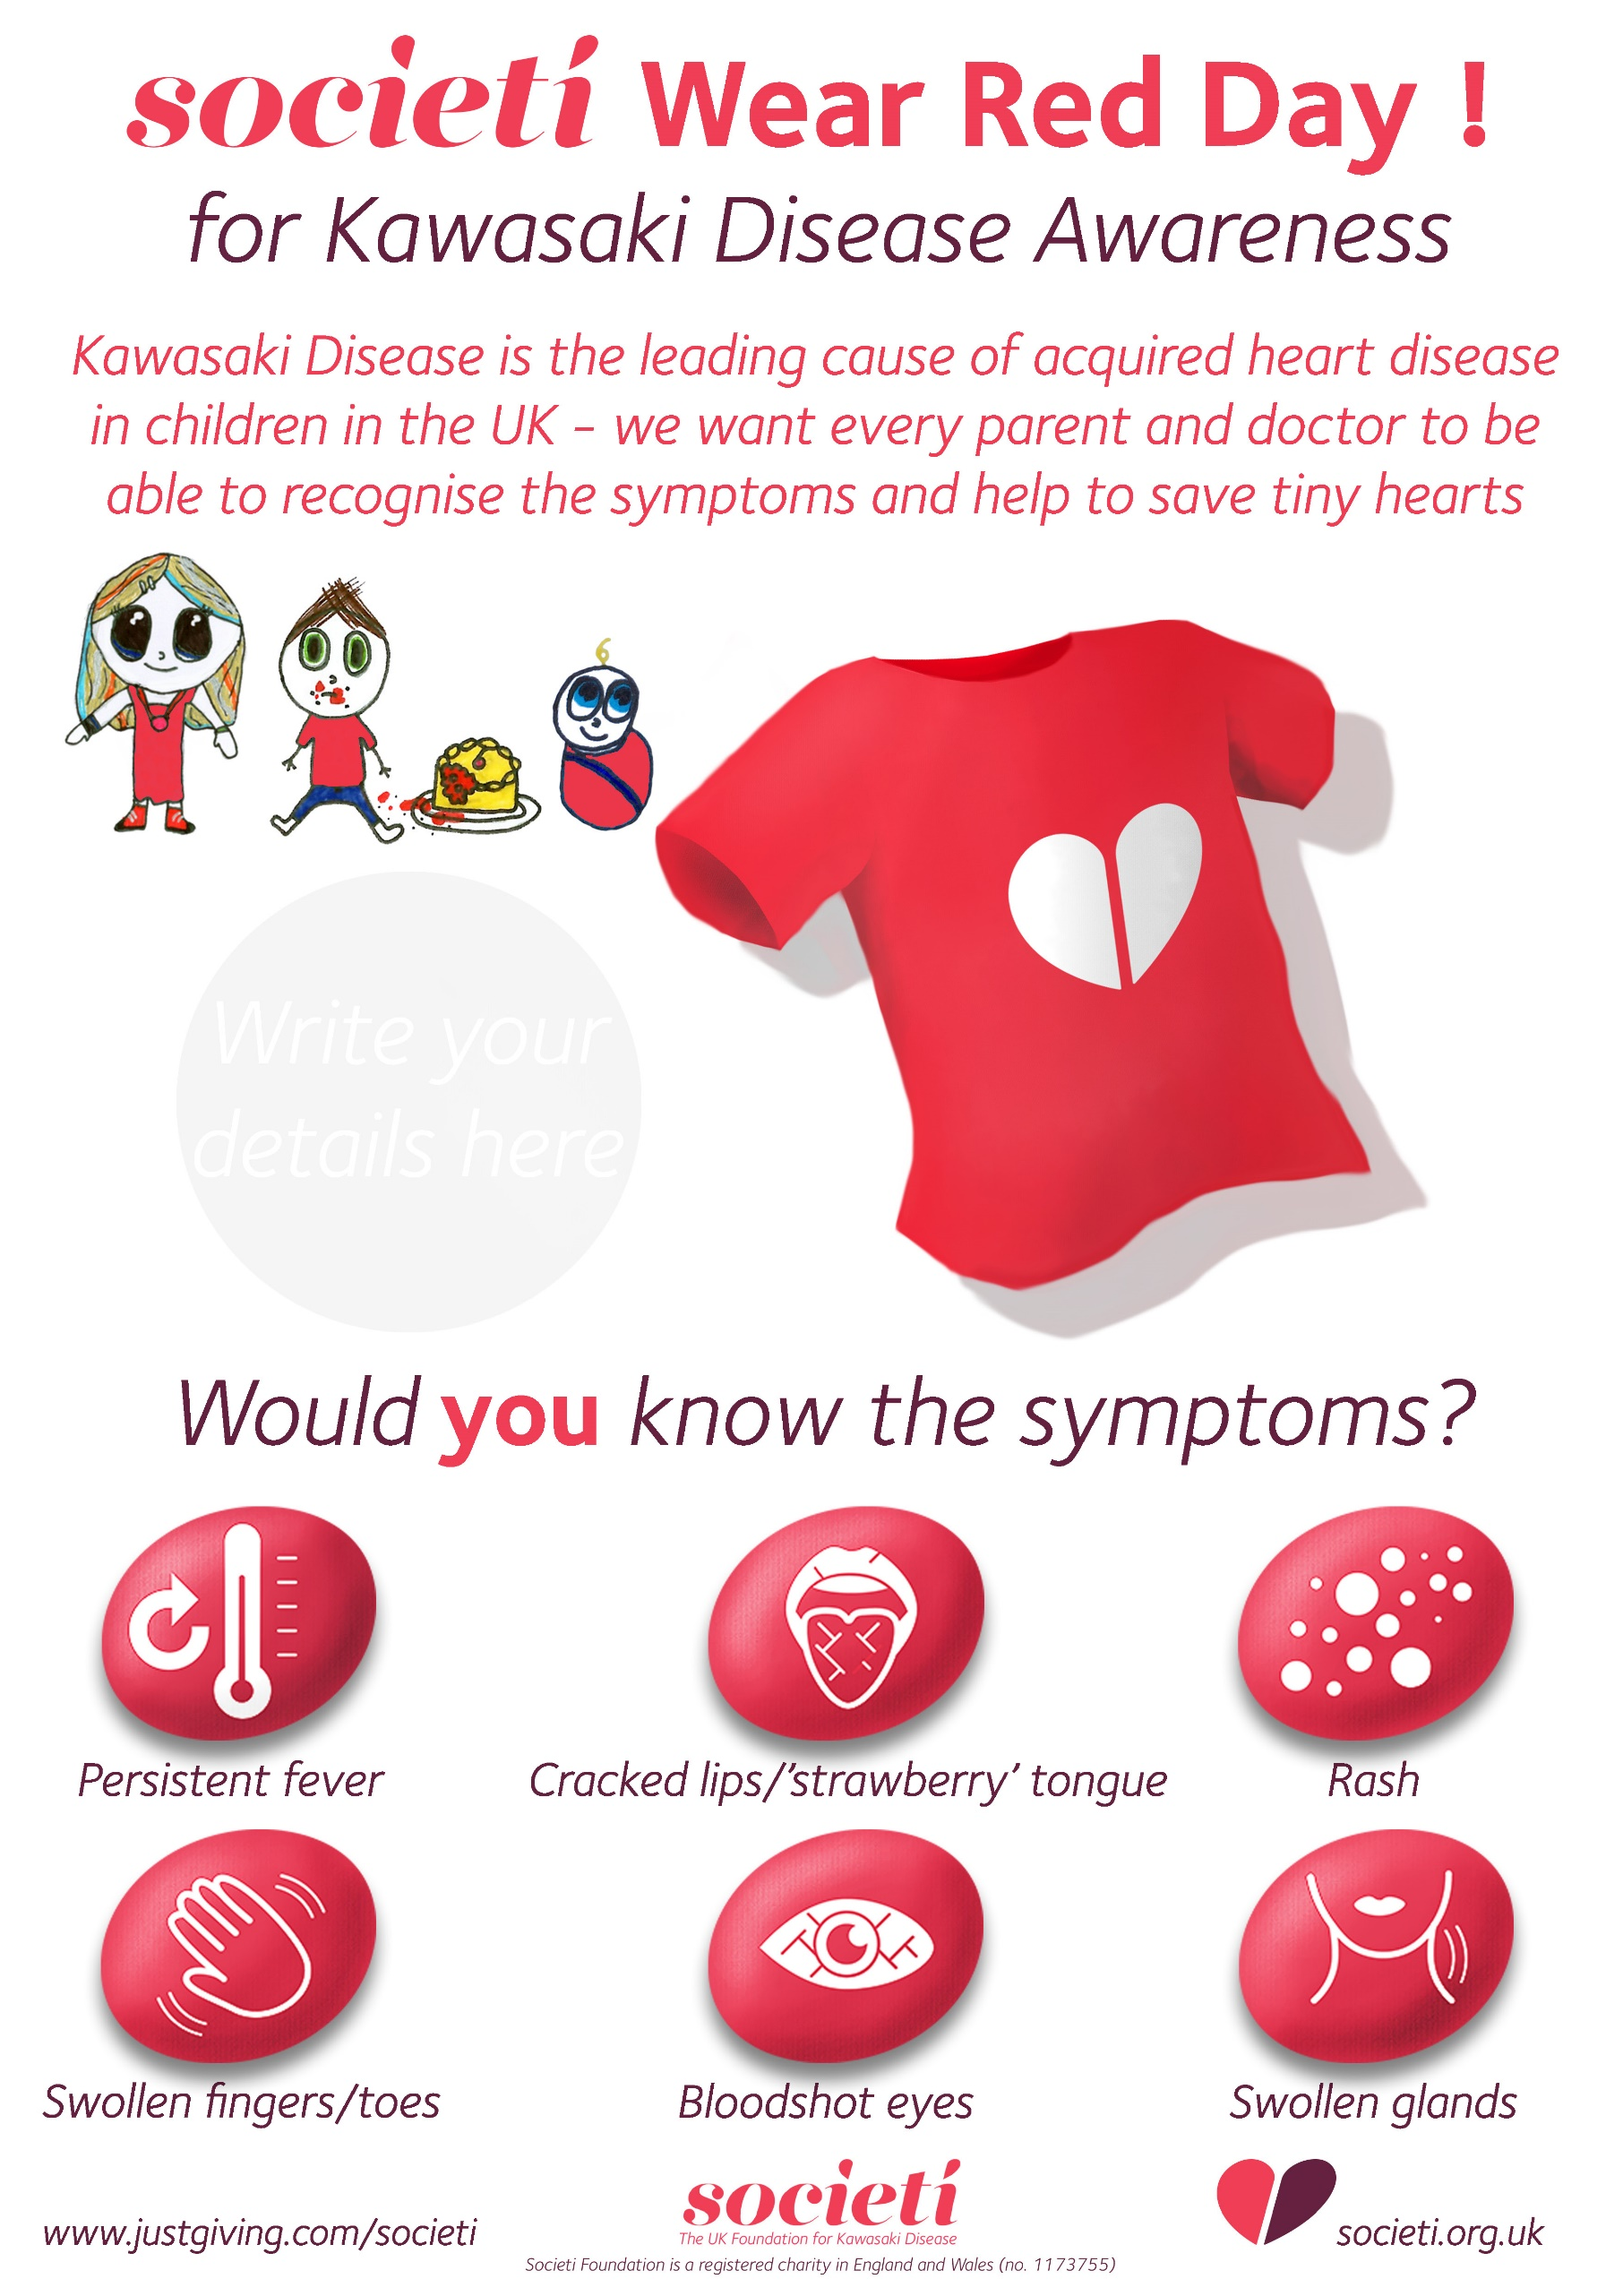 societi Wear Red Day !
for Kawasaki Disease Awareness
Kawasaki Disease is the leading cause of acquired heart disease
in children in the UK - we want every parent and doctor to be
able to recognise the symptoms and help to save tiny hearts
Write your
details here
Would you know the symptoms?
Persistent fever
Cracked lips/’strawberry’ tongue
Rash
Swollen fingers/toes
Bloodshot eyes
Swollen glands
www.justgiving.com/societi
societi
The UK Foundation for Kawasaki Disease
Societi Foundation is a registered charity in England and Wales (no. 1173755)
societi.org.uk